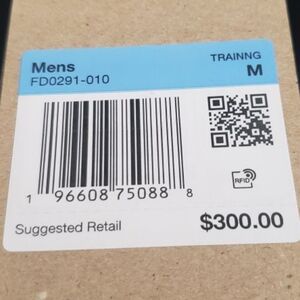 Mens TRAINNG
FD0291-010 M
RFID
1 96608 75088 8
Suggested Retail $300.00